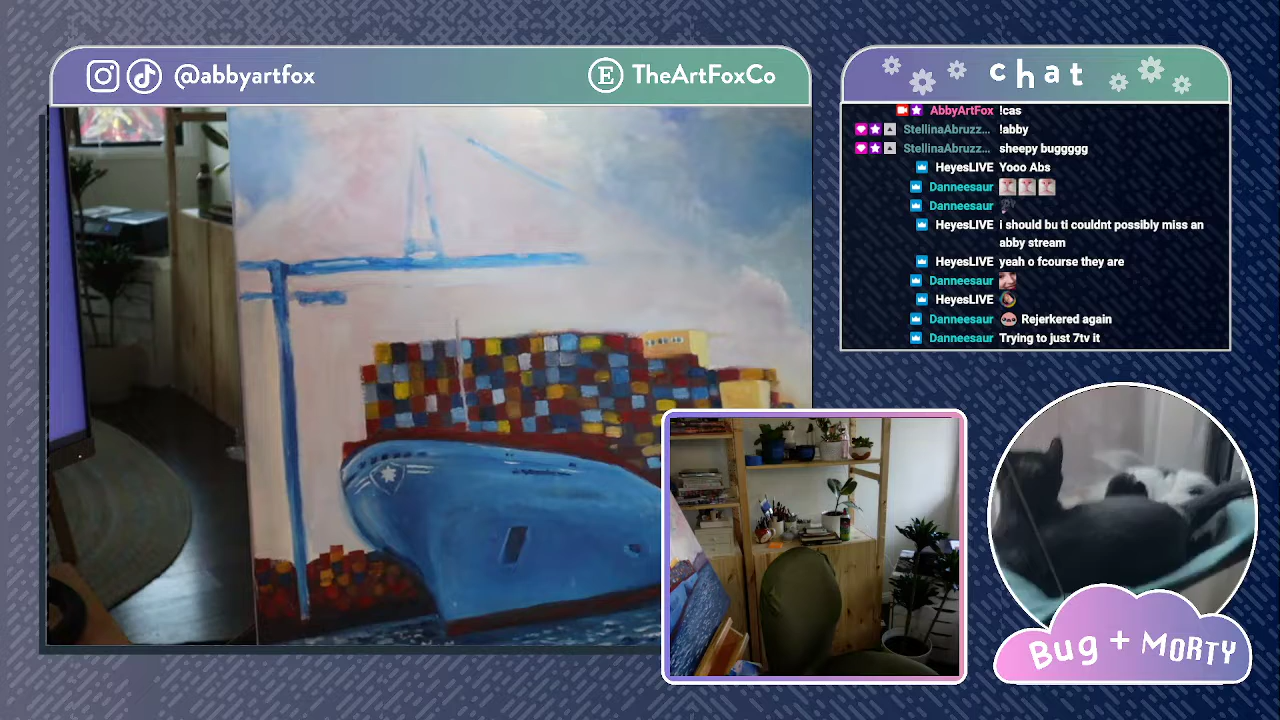 @abbyartfox
E TheArtFoxCo
chat
AbbyArtFox !cas
StellinaAbruzz... !abby
StellinaAbruzz... sheepy buggggg
HeyesLIVE Yooo Abs
Danneesaur
Danneesaur
HeyesLIVE i should bu ti couldnt possibly miss an
abby stream
HeyesLIVE yeah o fcourse they are
Danneesaur
HeyesLIVE
Danneesaur Rejerkered again
Danneesaur Trying to just 7tv it
Bug + MORTY